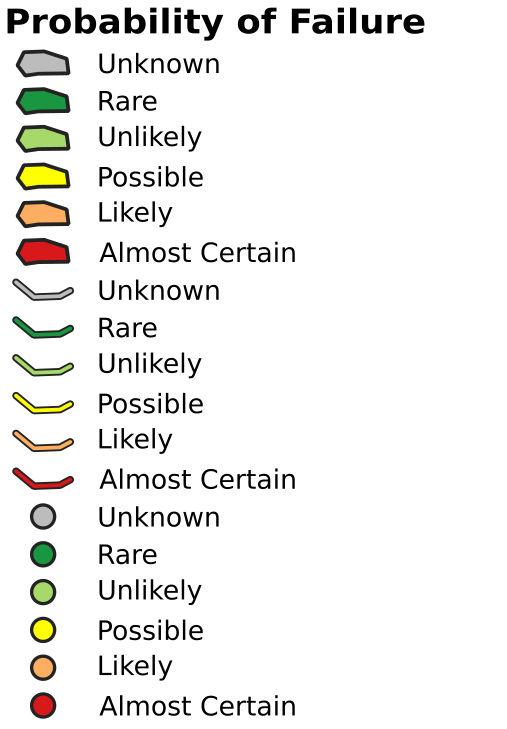 Probability of Failure
Unknown
Rare
Unlikely
Possible
Likely
Almost Certain
Unknown
Rare
Unlikely
Possible
Likely
Almost Certain
Unknown
Rare
Unlikely
Possible
Likely
Almost Certain